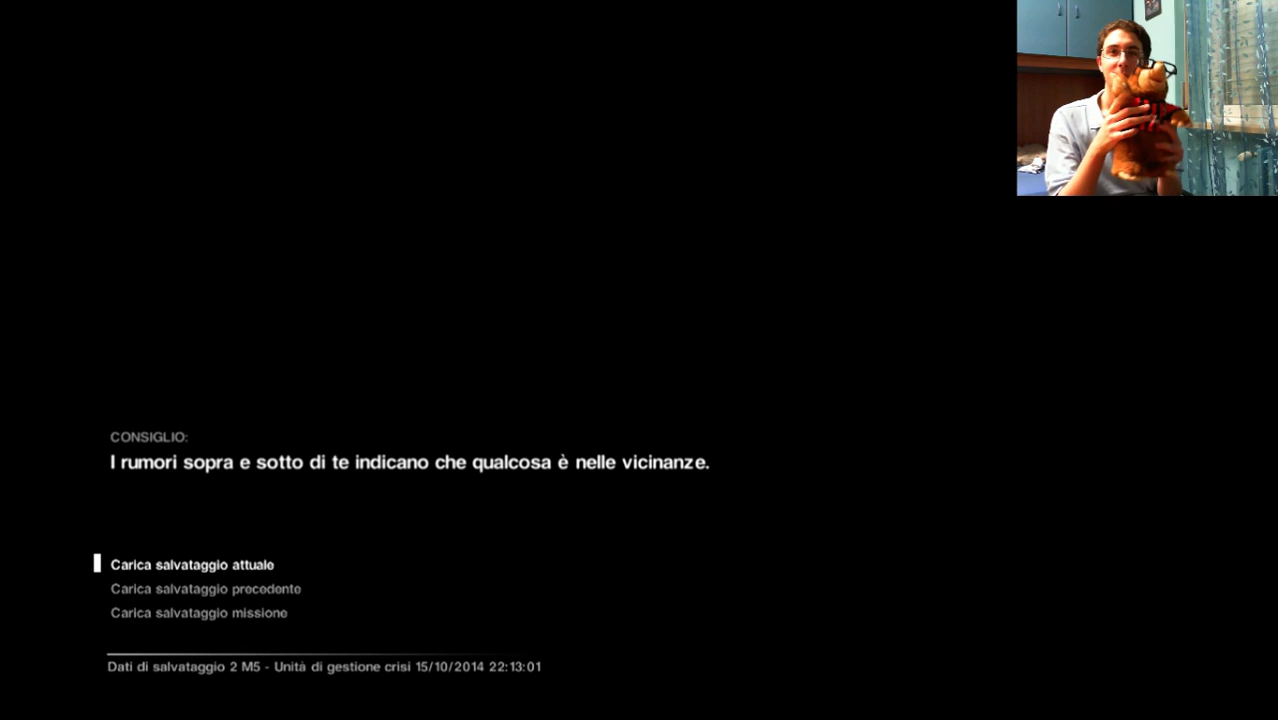 CONSIGLIO:
I rumori sopra e sotto di te indicano che qualcosa è nelle vicinanze.
Carica salvataggio attuale
Carica salvataggio precedente
Carica salvataggio missione
Dati di salvataggio 2 M5 - Unità di gestione crisi 15/10/2014 22:13:01